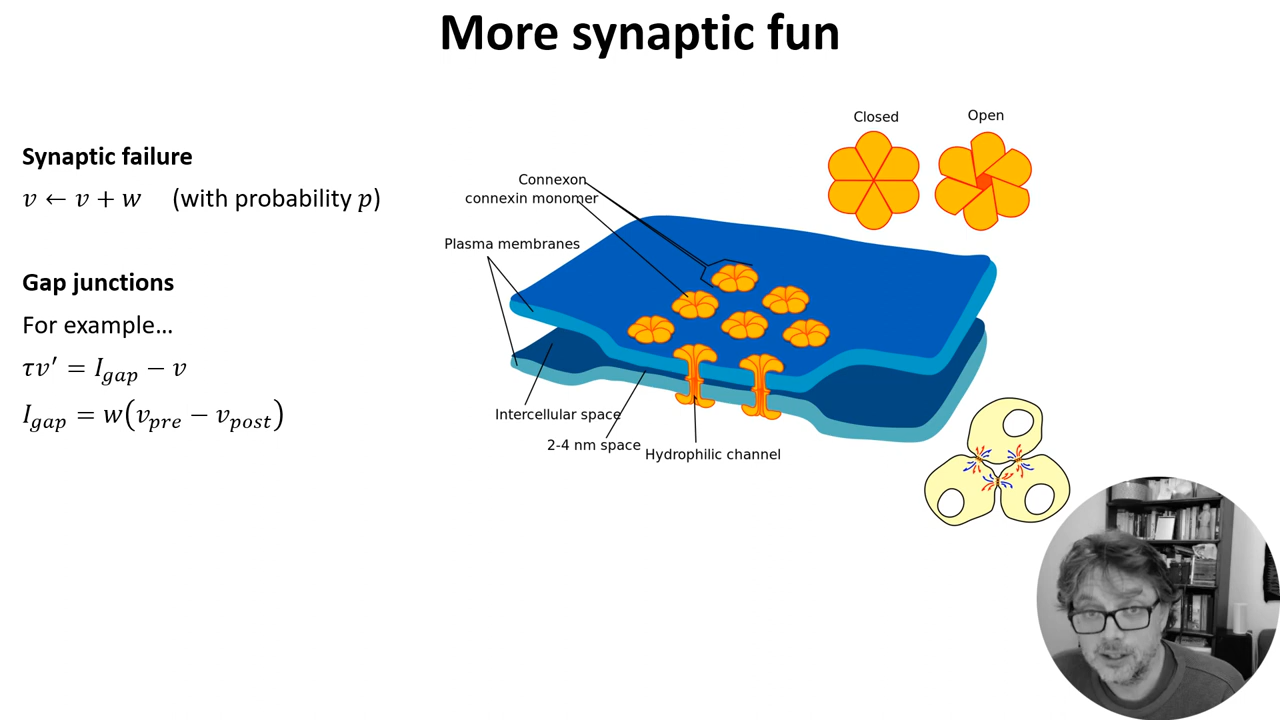 More synaptic fun
Synaptic failure
𝑣 ← 𝑣 + 𝑤 (with probability 𝑝)
Gap junctions
For example…
𝜏𝑣′ = 𝐼_𝑔𝑎𝑝 − 𝑣
𝐼_𝑔𝑎𝑝 = 𝑤(𝑣_𝑝𝑟𝑒 − 𝑣_𝑝𝑜𝑠𝑡)
Closed
Open
Connexon
connexin monomer
Plasma membranes
Intercellular space
2-4 nm space
Hydrophilic channel